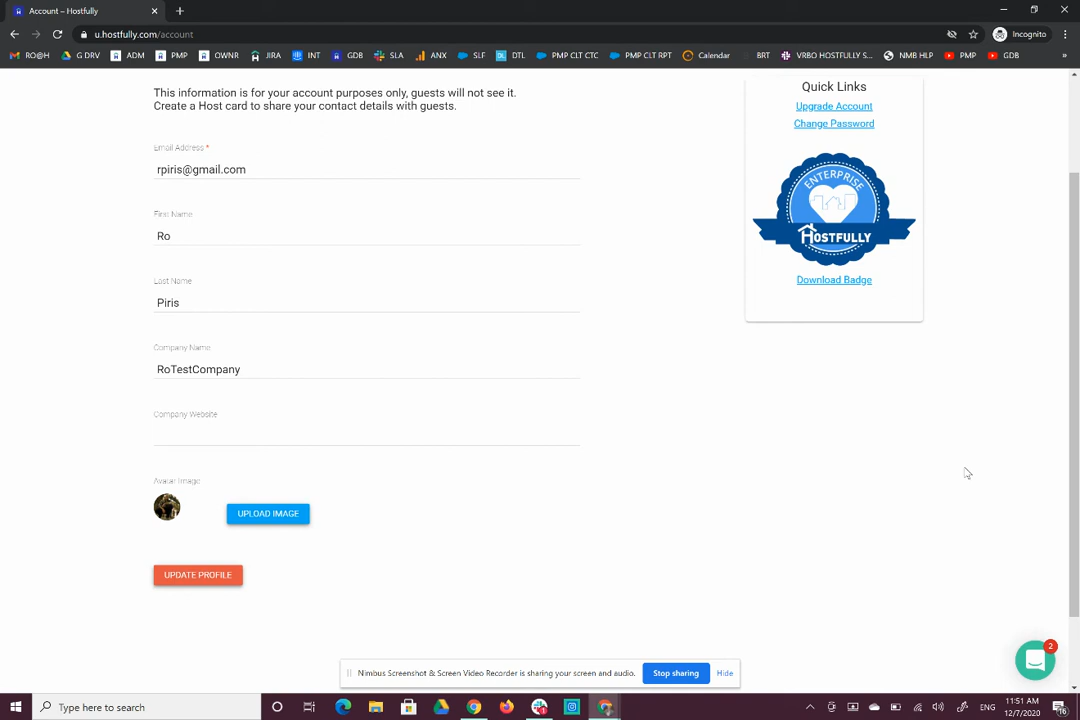 Account – Hostfully
u.hostfully.com/account
Incognito
RO@H
G DRV
ADM
PMP
OWNR
JIRA
INT
GDB
SLA
ANX
SLF
DTL
PMP CLT CTC
PMP CLT RPT
Calendar
BRT
VRBO HOSTFULLY S...
NMB HLP
PMP
GDB
»
This information is for your account purposes only, guests will not see it.
Create a Host card to share your contact details with guests.
Email Address *
rpiris@gmail.com
First Name
Ro
Last Name
Piris
Company Name
RoTestCompany
Company Website
Avatar Image
UPLOAD IMAGE
UPDATE PROFILE
Quick Links
Upgrade Account
Change Password
ENTERPRISE
HOSTFULLY
Download Badge
2
Nimbus Screenshot & Screen Video Recorder is sharing your screen and audio.
Stop sharing
Hide
Type here to search
ENG
11:51 AM
12/7/2020
16